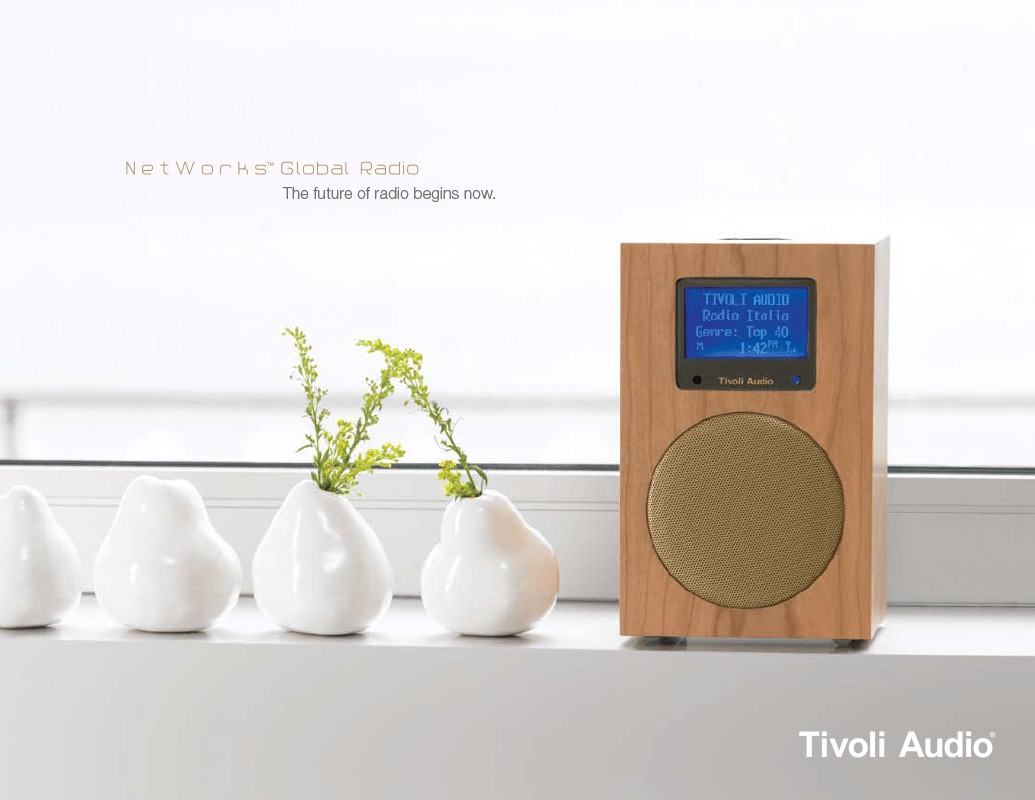 NetWorks™ Global Radio
The future of radio begins now.
TIVOLI AUDIO
Radio Italia
Genre: Top 40
M 1:42PM
Tivoli Audio
Tivoli Audio®